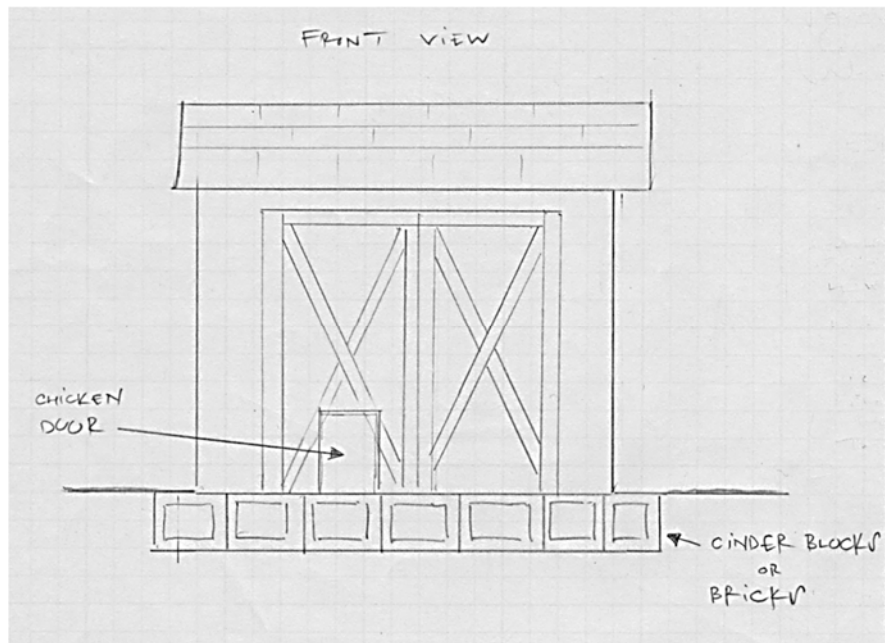 FRONT VIEW
CHICKEN
DOOR
CINDER BLOCKS
OR
BRICKS